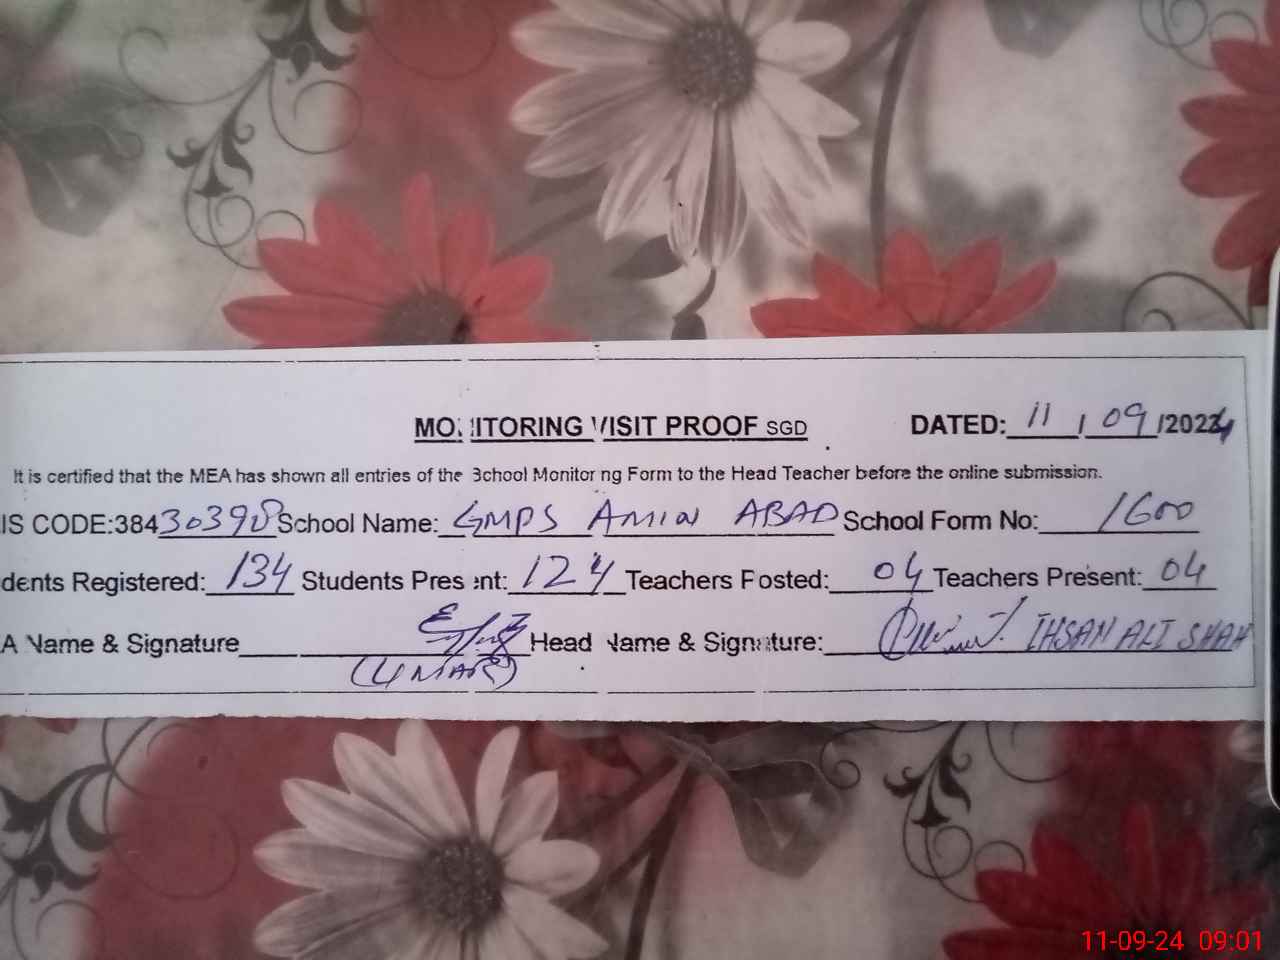 MONITORING VISIT PROOF SGD DATED: 11 / 09 /2024
It is certified that the MEA has shown all entries of the School Monitoring Form to the Head Teacher before the online submission.
IS CODE:38430398 School Name: GMPS AMIN ABAD School Form No: 1600
dents Registered: 134 Students Present: 124 Teachers Posted: 04 Teachers Present: 04
A Name & Signature Head Name & Signature: IHSAN ALI SHAH
(UMAR)
11-09-24 09:01